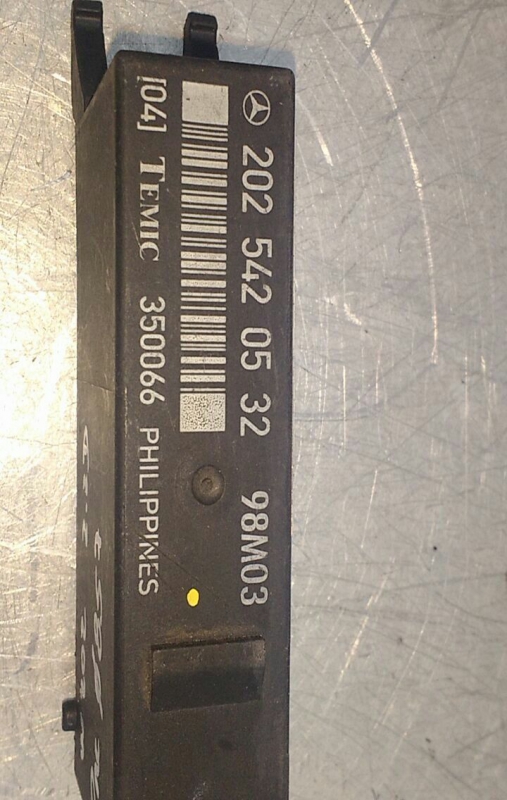 202 542 05 32 98M03
[04] TEMIC 350066 PHILIPPINES